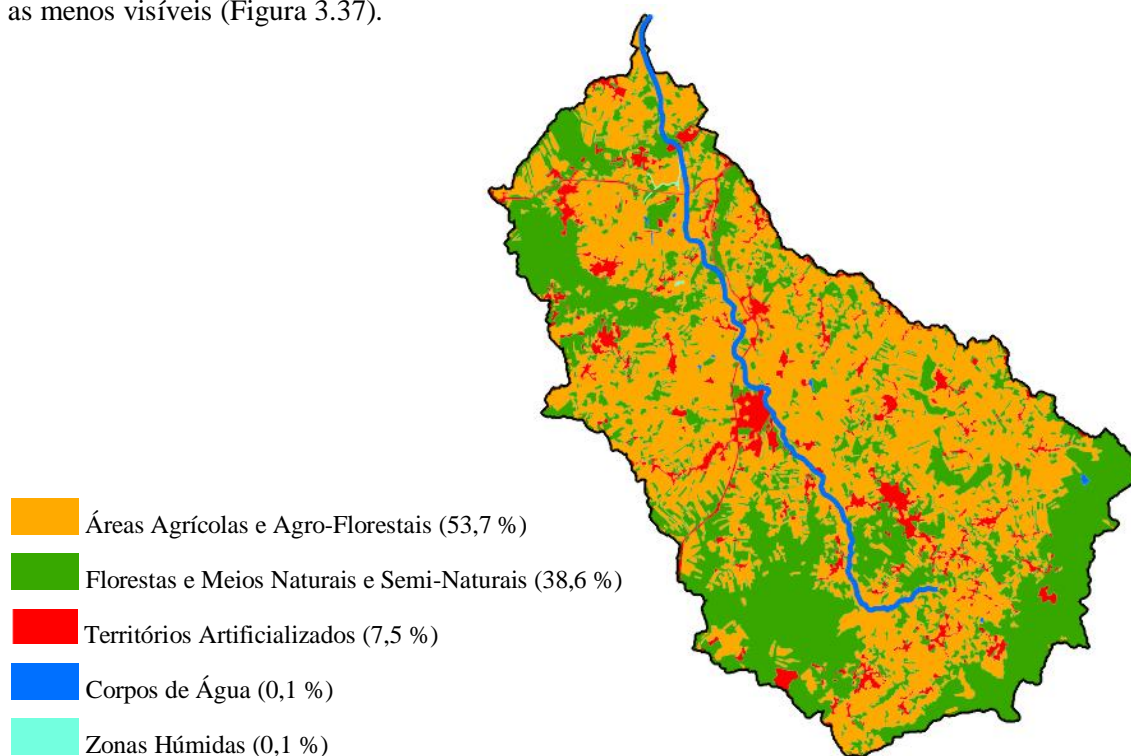 as menos visíveis (Figura 3.37).
Áreas Agrícolas e Agro-Florestais (53,7 %)
Florestas e Meios Naturais e Semi-Naturais (38,6 %)
Territórios Artificializados (7,5 %)
Corpos de Água (0,1 %)
Zonas Húmidas (0,1 %)